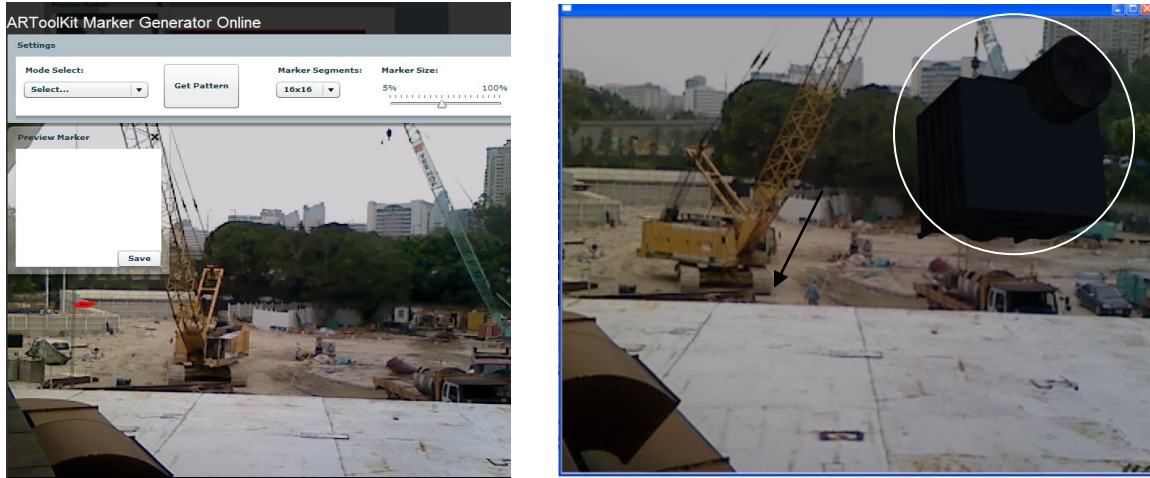 ARToolKit Marker Generator Online
Settings
Mode Select:
Select...
Get Pattern
Marker Segments:
16x16
Marker Size:
5%
100%
Preview Marker
Save